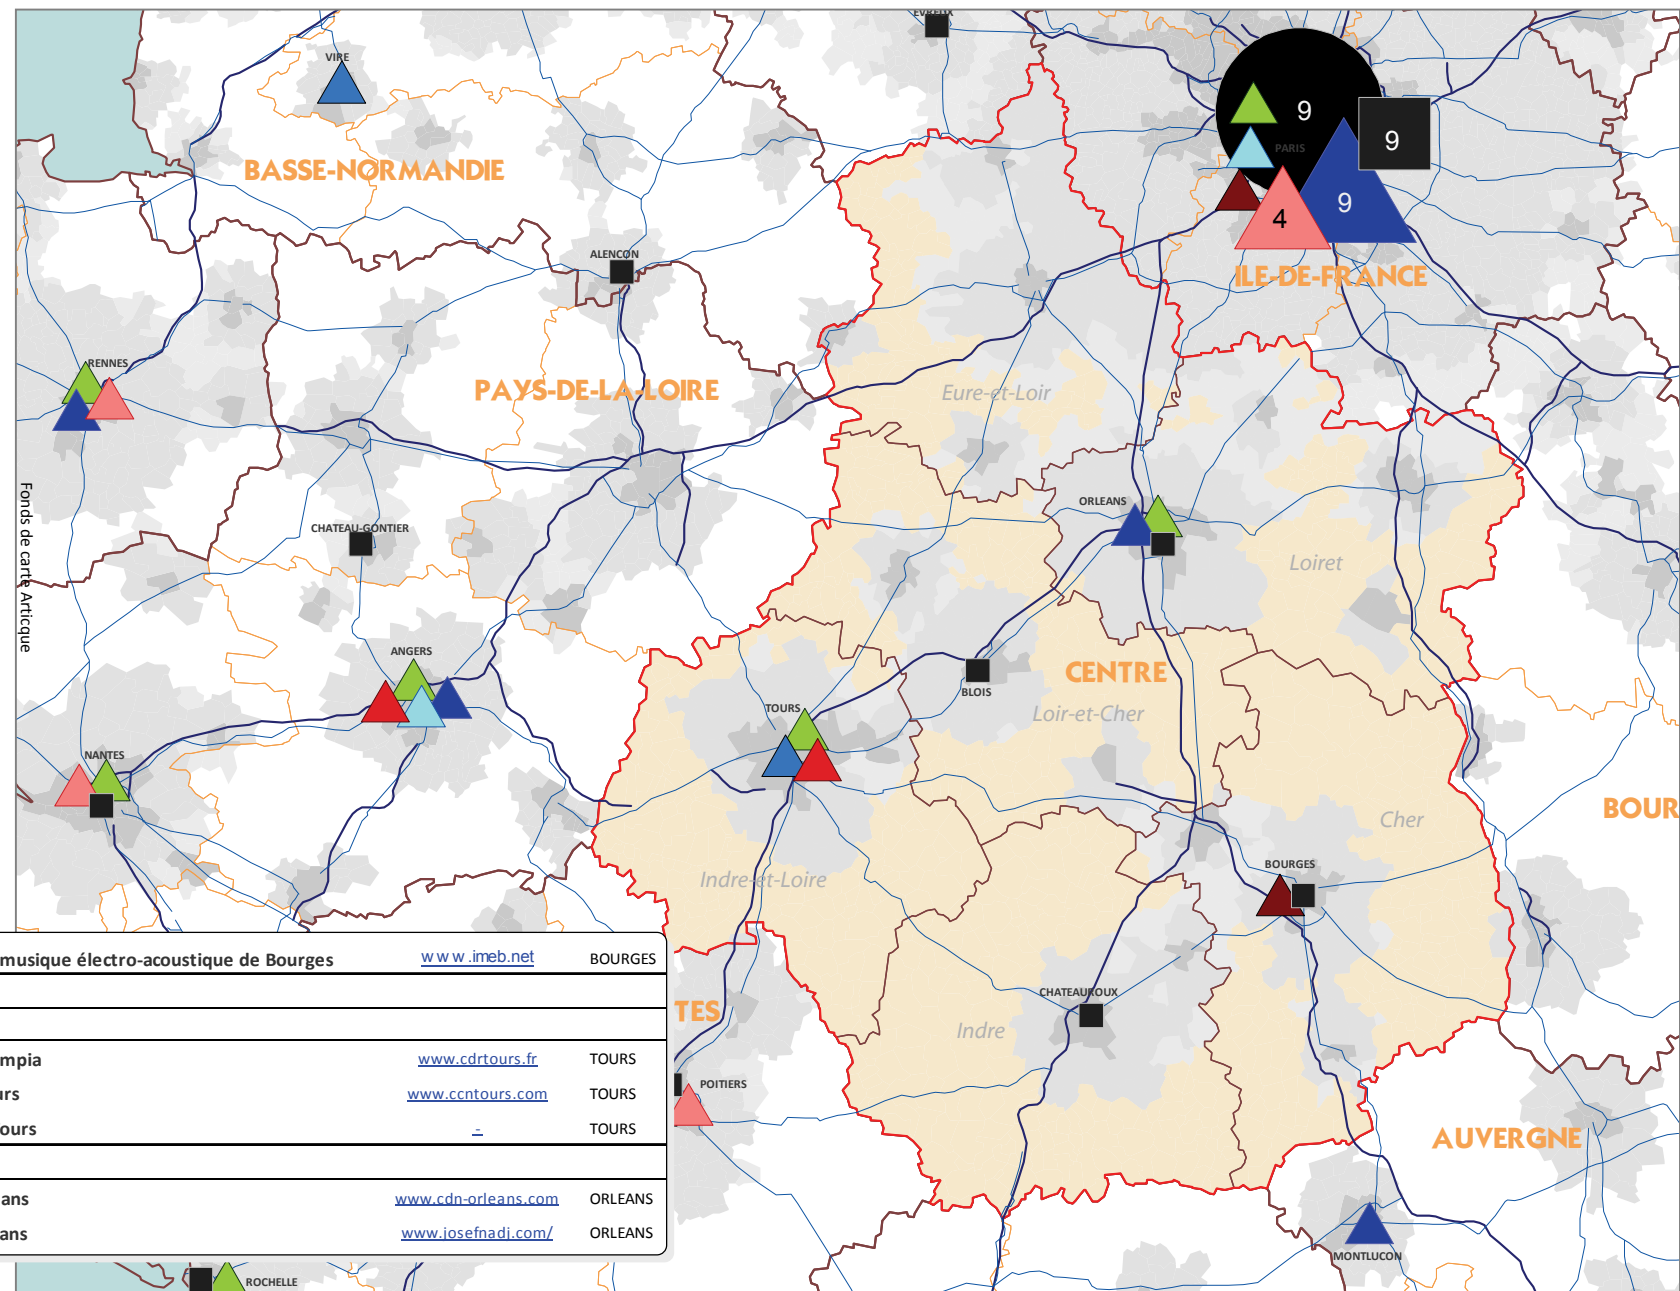 EVREUX
VIRE
BASSE-NORMANDIE
9
9
PARIS
9
4
ILE-DE-FRANCE
ALENCON
RENNES
PAYS-DE-LA-LOIRE
Eure-et-Loir
Fonds de carte Articque
CHATEAU-GONTIER
ORLEANS
Loiret
ANGERS
CENTRE
BLOIS
Loir-et-Cher
TOURS
NANTES
BOUR
Cher
BOURGES
Indre-et-Loire
musique électro-acoustique de Bourges www.imeb.net BOURGES
CHATEAUROUX
TES
Indre
mpia www.cdrtours.fr TOURS
POITIERS
urs www.ccntours.com TOURS
ours - TOURS
AUVERGNE
ans www.cdn-orleans.com ORLEANS
ans www.josefnadj.com/ ORLEANS
MONTLUCON
ROCHELLE